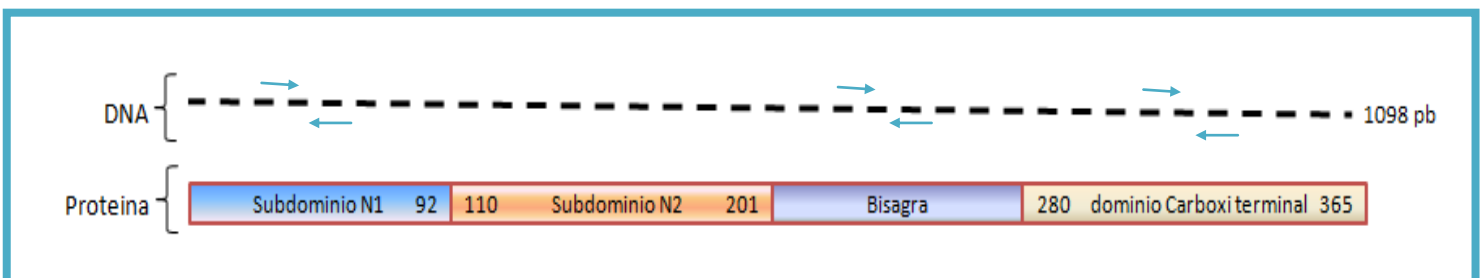 DNA
1098 pb
Proteina
Subdominio N1 92 110 Subdominio N2 201 Bisagra 280 dominio Carboxi terminal 365